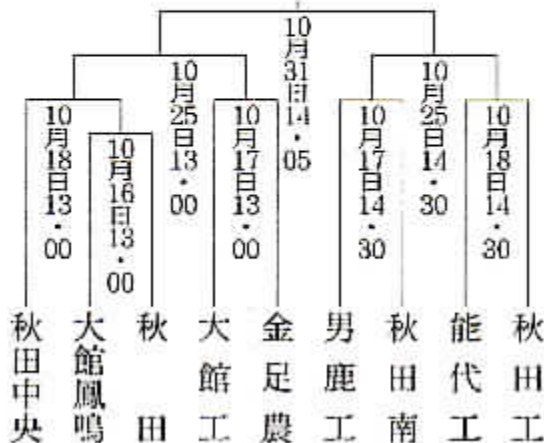 10月31日14・05
10月25日13・00
10月25日14・30
10月18日13・00
10月16日13・00
10月17日13・00
10月17日14・30
10月18日14・30
秋田中央
大館鳳鳴
秋田
大館工
金足農
男鹿工
秋田南
能代工
秋田工